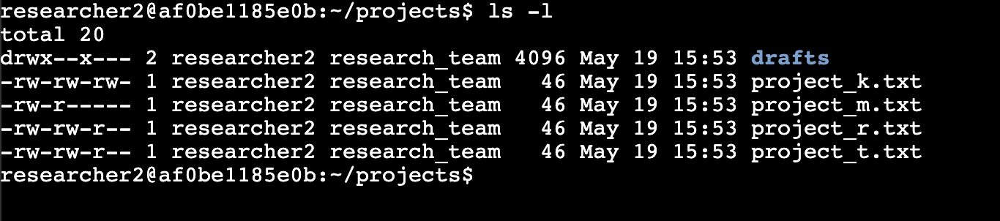 researcher2@af0be1185e0b:~/projects$ ls -l
total 20
drwx--x--- 2 researcher2 research_team 4096 May 19 15:53 drafts
-rw-rw-rw- 1 researcher2 research_team   46 May 19 15:53 project_k.txt
-rw-r----- 1 researcher2 research_team   46 May 19 15:53 project_m.txt
-rw-rw-r-- 1 researcher2 research_team   46 May 19 15:53 project_r.txt
-rw-rw-r-- 1 researcher2 research_team   46 May 19 15:53 project_t.txt
researcher2@af0be1185e0b:~/projects$